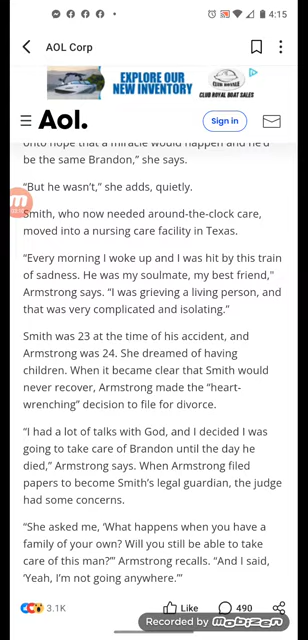 4:15
AOL Corp
EXPLORE OUR
NEW INVENTORY
CLUB ROYAL BOAT SALES
Aol.
Sign in
onto hope that a miracle would happen and he'd
be the same Brandon,” she says.
“But he wasn't,” she adds, quietly.
Smith, who now needed around-the-clock care,
moved into a nursing care facility in Texas.
“Every morning I woke up and I was hit by this train
of sadness. He was my soulmate, my best friend,"
Armstrong says. “I was grieving a living person, and
that was very complicated and isolating.”
Smith was 23 at the time of his accident, and
Armstrong was 24. She dreamed of having
children. When it became clear that Smith would
never recover, Armstrong made the “heart-
wrenching” decision to file for divorce.
“I had a lot of talks with God, and I decided I was
going to take care of Brandon until the day he
died,” Armstrong says. When Armstrong filed
papers to become Smith's legal guardian, the judge
had some concerns.
“She asked me, ‘What happens when you have a
family of your own? Will you still be able to take
care of this man?’” Armstrong recalls. “And I said,
‘Yeah, I'm not going anywhere.’”
3.1K
Like
490
Recorded by Mobizen